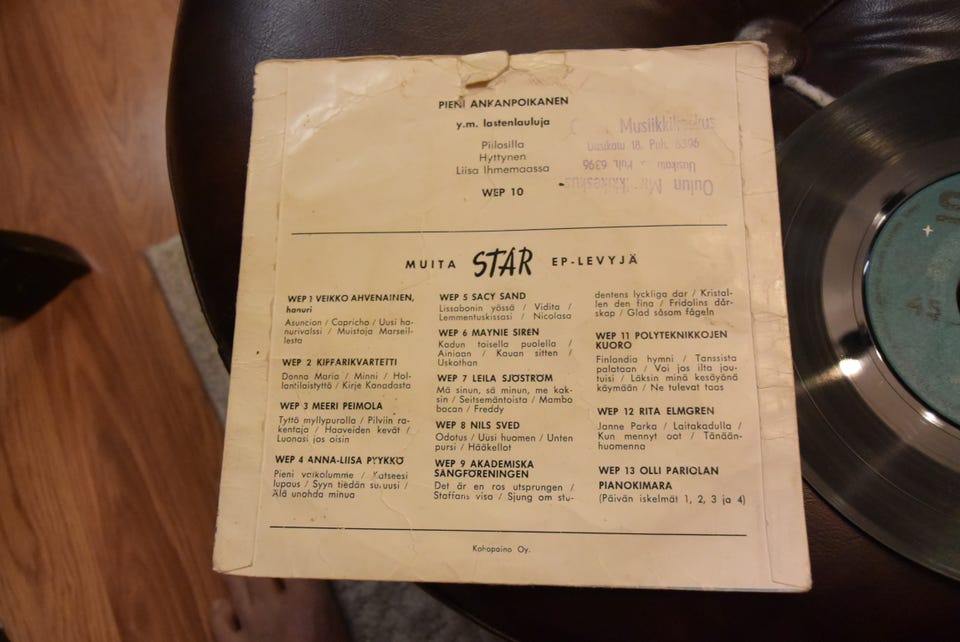 PIENI ANKANPOIKANEN
y.m. lastenlauluja
Piilosilla
Hyttynen
Liisa Ihmemaassa
WEP 10
Uusikatu 18. Puh. 6396
Puh. 6396
Oulun
MUITA STAR EP-LEVYJÄ
WEP 1 VEIKKO AHVENAINEN,
hanuri
Asuncion / Capricho / Uusi ha-
nurivalssi / Muistoja Marseil-
lesta
WEP 2 KIFFARIKVARTETTI
Donna Maria / Minni / Hol-
lantilaistyttö / Kirje Kanadasta
WEP 3 MEERI PEIMOLA
Tyttö myllypurolla / Pilviin ra-
kentaja / Haaveiden kevät /
Luonasi jos oisin
WEP 4 ANNA-LIISA PYYKKÖ
Pieni valkolumme / Katseesi
lupaus / Syyn tiedän suruusi /
Älä unohda minua
WEP 5 SACY SAND
Lissabonin yössä / Vidita /
Lemmentuskissasi / Nicolasa
WEP 6 MAYNIE SIREN
Kadun toisella puolella /
Ainiaan / Kauan sitten /
Uskothan
WEP 7 LEILA SJÖSTRÖM
Mä sinun, sä minun, me kak-
sin / Seitsemäntoista / Mambo
bacan / Freddy
WEP 8 NILS SVED
Odotus / Uusi huomen / Unten
pursi / Hääkellot
WEP 9 AKADEMISKA
SÅNGFÖRENINGEN
Det är en ros utsprungen /
Staffans visa / Sjung om stu-
dentens lyckliga dar / Kristal-
len den fina / Fridolins dår-
skap / Glad såsom fågeln
WEP 11 POLYTEKNIKKOJEN
KUORO
Finlandia hymni / Tanssista
palataan / Voi jos ilta jou-
tuisi / Läksin minä kesäyönä
käymään / Ne tulevat taas
WEP 12 RITA ELMGREN
Janne Parka / Laitakadulla /
Kun mennyt oot / Tänään-
huomenna
WEP 13 OLLI PARIOLAN
PIANOKIMARA
(Päivän iskelmät 1, 2, 3 ja 4)
Kotopaino Oy.